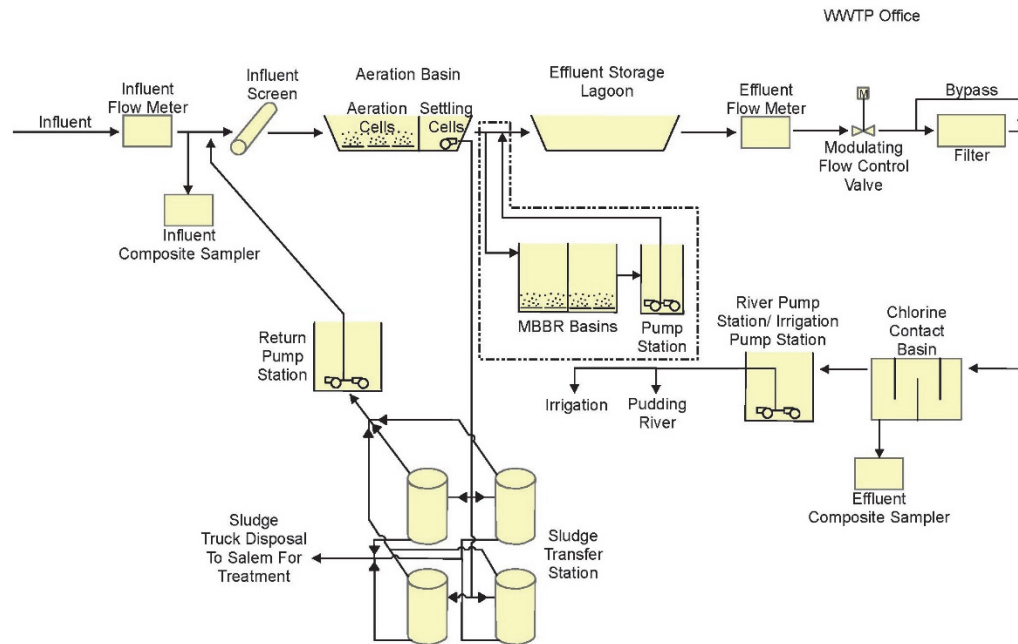 WWTP Office
Influent
Influent
Flow Meter
Influent
Screen
Aeration Basin
Aeration
Cells
Settling
Cells
Effluent Storage
Lagoon
Effluent
Flow Meter
M
Modulating
Flow Control
Valve
Bypass
Filter
Influent
Composite Sampler
MBBR Basins
Pump
Station
Return
Pump
Station
River Pump
Station/ Irrigation
Pump Station
Chlorine
Contact
Basin
Irrigation
Pudding
River
Effluent
Composite Sampler
Sludge
Truck Disposal
To Salem For
Treatment
Sludge
Transfer
Station